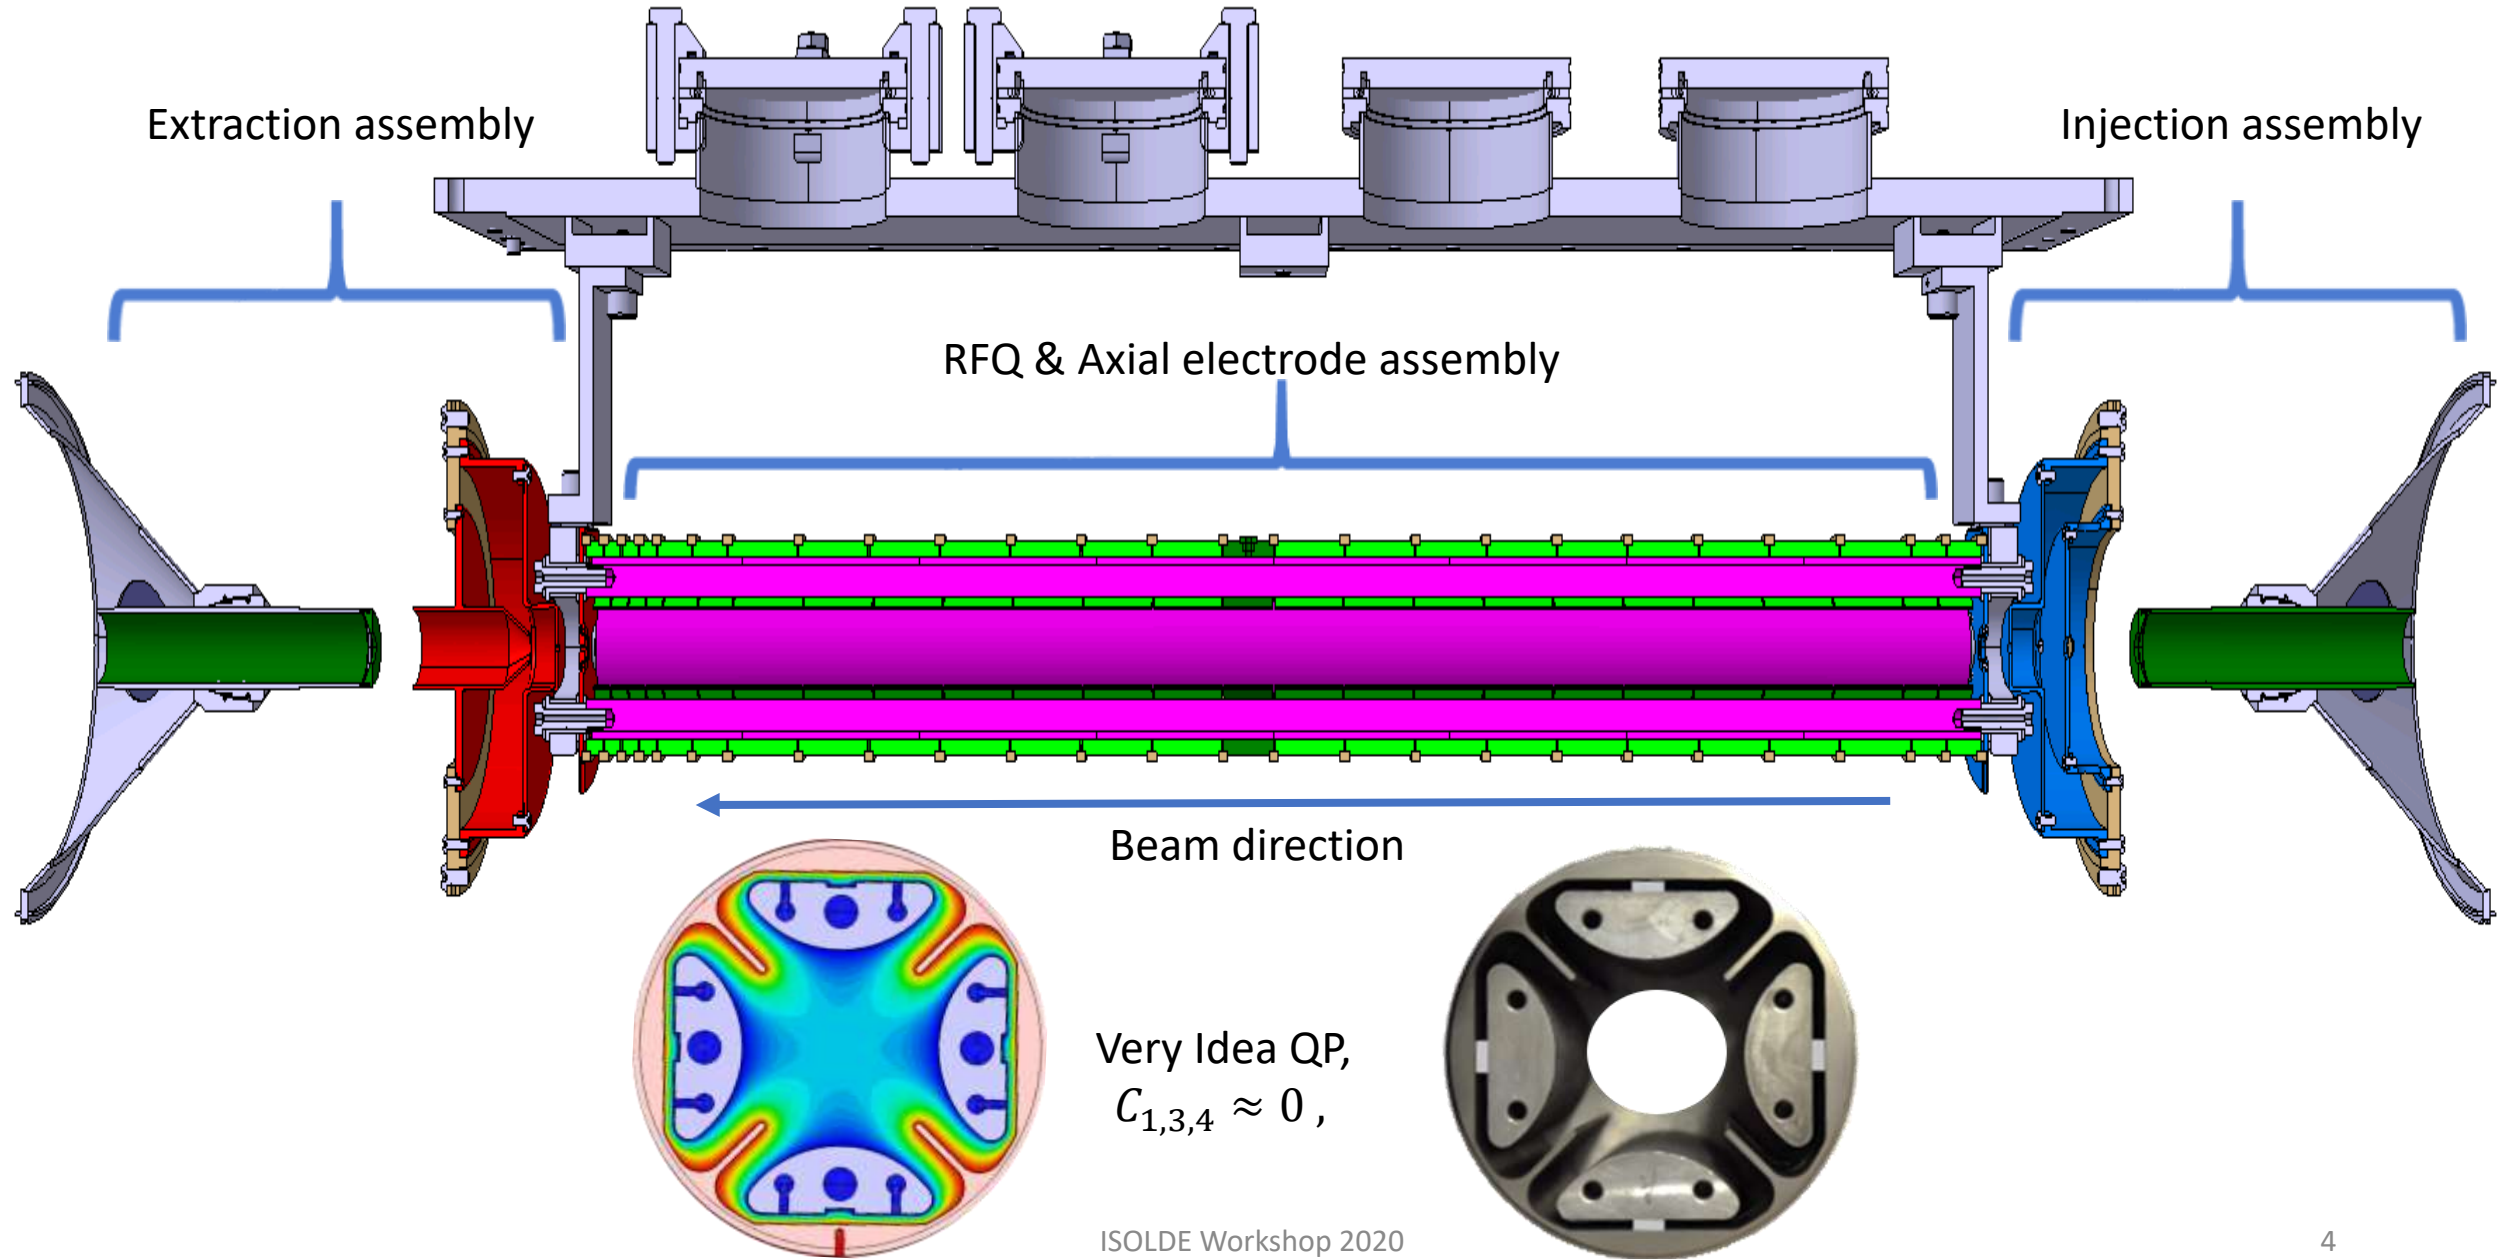 Extraction assembly
Injection assembly
RFQ & Axial electrode assembly
Beam direction
Very Idea QP,
𝐶₁,₃,₄ ≈ 0 ,
ISOLDE Workshop 2020
4